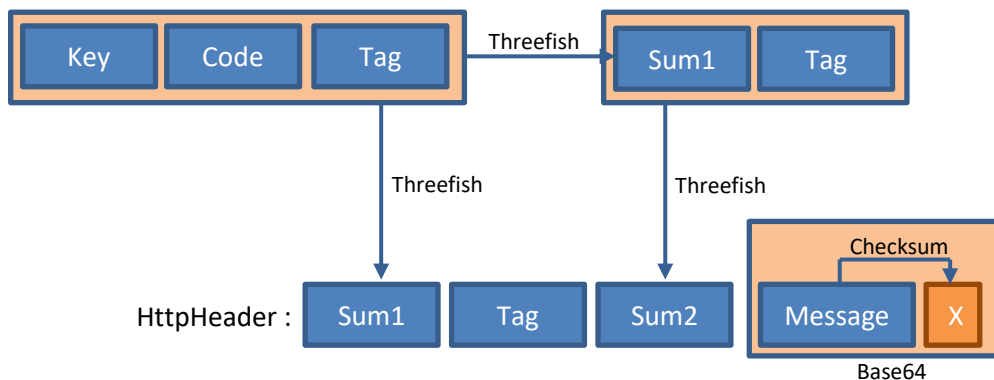 Key Code Tag
Threefish
Sum1 Tag
Threefish
Threefish
Checksum
HttpHeader : Sum1 Tag Sum2
Message X
Base64